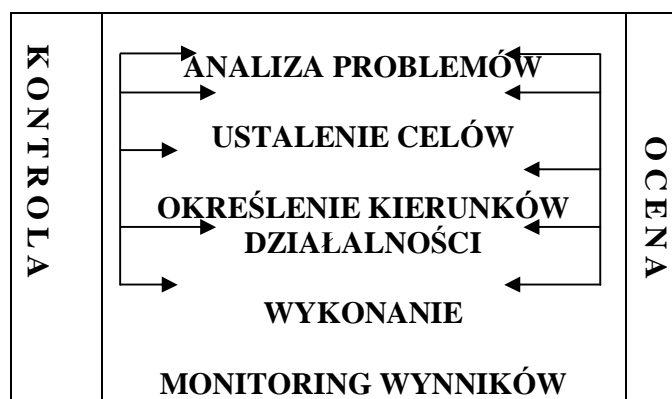 KONTROLA
ANALIZA PROBLEMÓW
USTALENIE CELÓW
OKREŚLENIE KIERUNKÓW
DZIAŁALNOŚCI
WYKONANIE
MONITORING WYNNIKÓW
OCENA